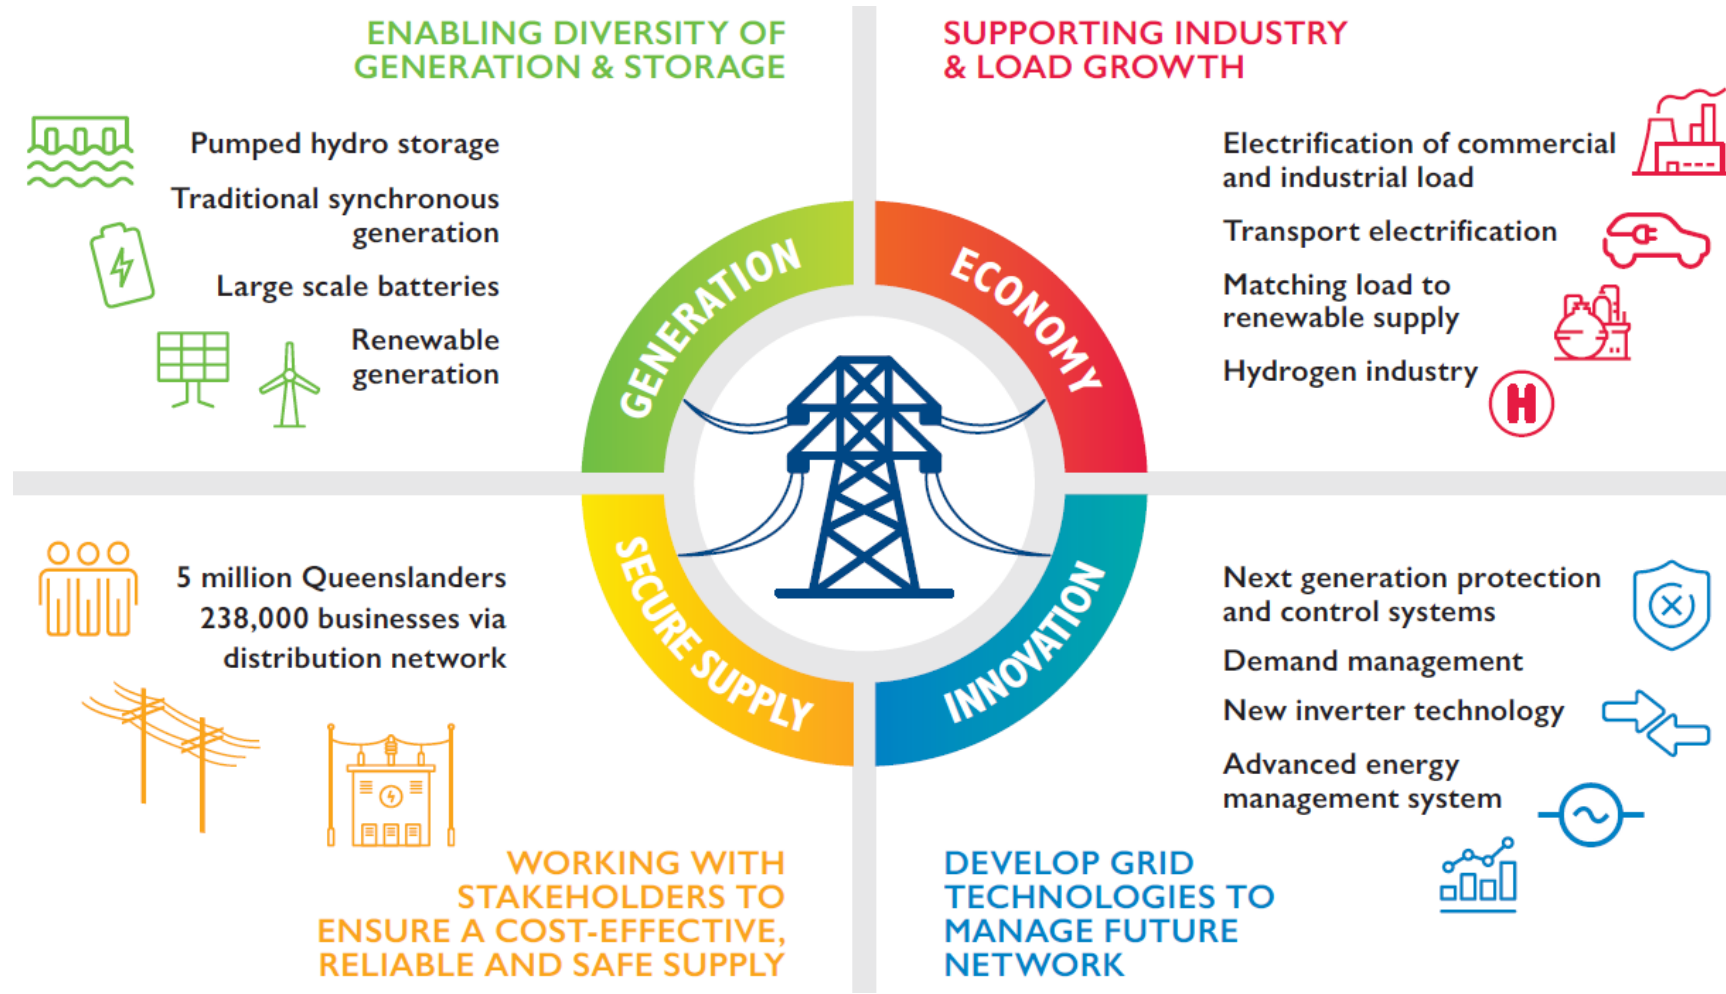 ENABLING DIVERSITY OF
GENERATION & STORAGE
Pumped hydro storage
Traditional synchronous
generation
Large scale batteries
Renewable
generation
GENERATION
SUPPORTING INDUSTRY
& LOAD GROWTH
Electrification of commercial
and industrial load
Transport electrification
Matching load to
renewable supply
Hydrogen industry
H
ECONOMY
5 million Queenslanders
238,000 businesses via
distribution network
SECURE SUPPLY
WORKING WITH
STAKEHOLDERS TO
ENSURE A COST-EFFECTIVE,
RELIABLE AND SAFE SUPPLY
INNOVATION
Next generation protection
and control systems
Demand management
New inverter technology
Advanced energy
management system
DEVELOP GRID
TECHNOLOGIES TO
MANAGE FUTURE
NETWORK